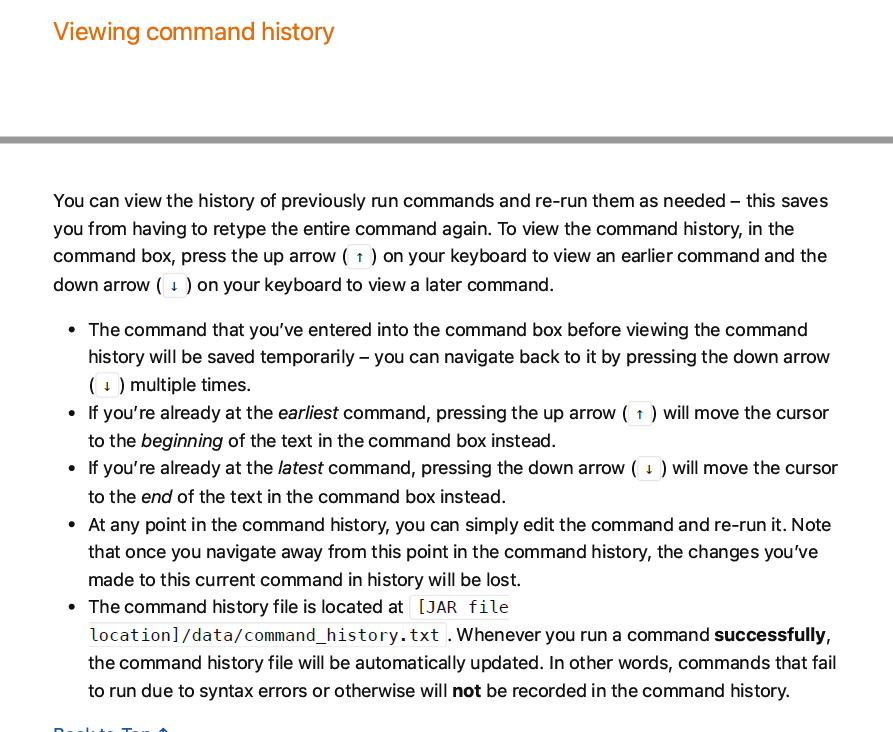 Viewing command history
You can view the history of previously run commands and re-run them as needed – this saves
you from having to retype the entire command again. To view the command history, in the
command box, press the up arrow ( ↑ ) on your keyboard to view an earlier command and the
down arrow ( ↓ ) on your keyboard to view a later command.
• The command that you’ve entered into the command box before viewing the command
history will be saved temporarily – you can navigate back to it by pressing the down arrow
( ↓ ) multiple times.
• If you’re already at the earliest command, pressing the up arrow ( ↑ ) will move the cursor
to the beginning of the text in the command box instead.
• If you’re already at the latest command, pressing the down arrow ( ↓ ) will move the cursor
to the end of the text in the command box instead.
• At any point in the command history, you can simply edit the command and re-run it. Note
that once you navigate away from this point in the command history, the changes you’ve
made to this current command in history will be lost.
• The command history file is located at [JAR file
location]/data/command_history.txt . Whenever you run a command successfully,
the command history file will be automatically updated. In other words, commands that fail
to run due to syntax errors or otherwise will not be recorded in the command history.
Back to Top ↑